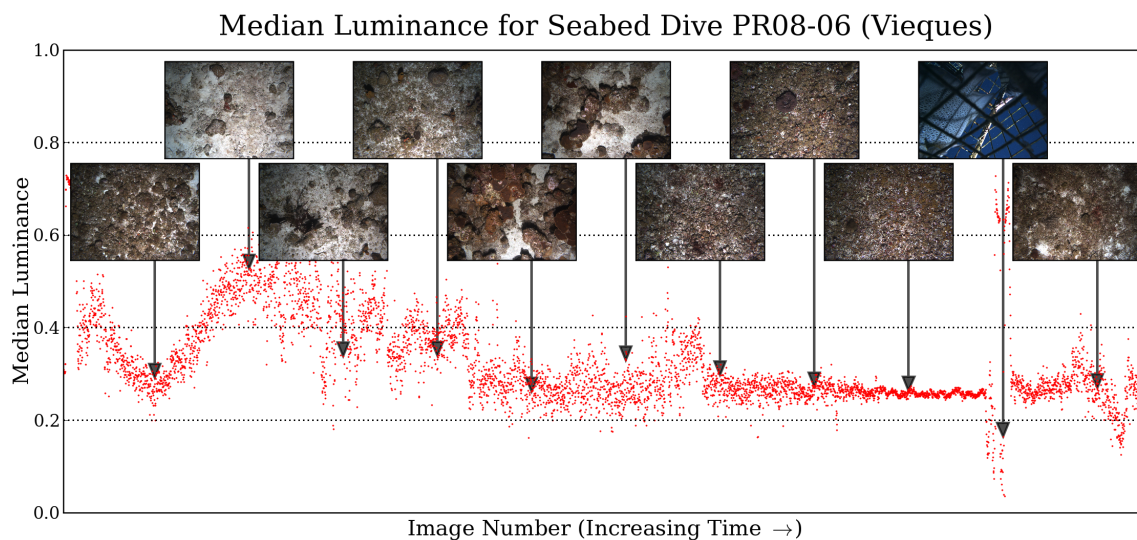 Median Luminance for Seabed Dive PR08-06 (Vieques)
1.0
0.8
0.6
0.4
0.2
0.0
Median Luminance
Image Number (Increasing Time →)